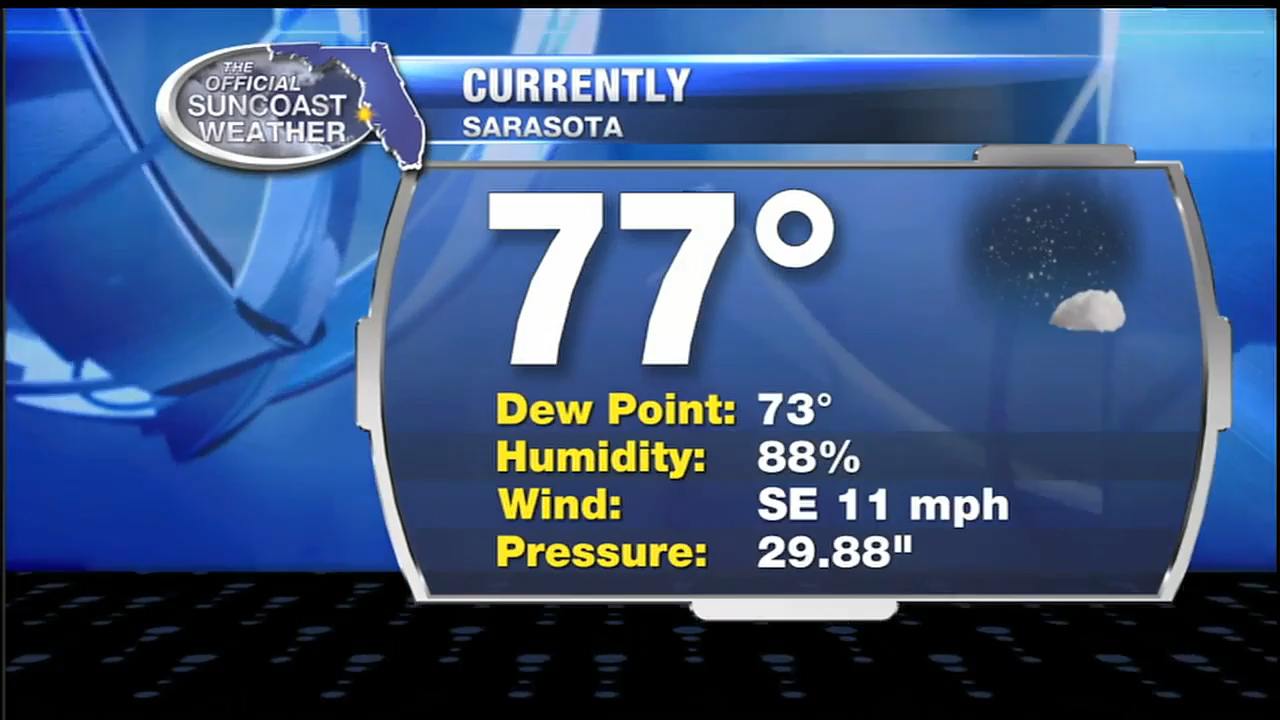 THE
OFFICIAL
SUNCOAST
WEATHER
CURRENTLY
SARASOTA
77°
Dew Point: 73°
Humidity: 88%
Wind: SE 11 mph
Pressure: 29.88"